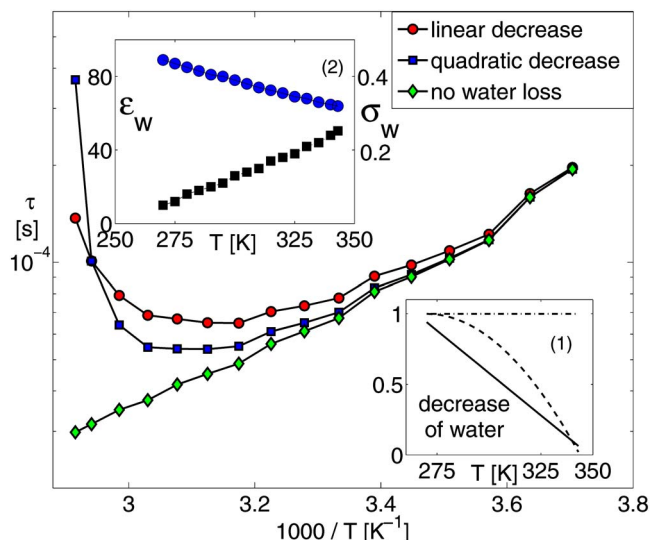 linear decrease
quadratic decrease
no water loss
(2)
80
40
0
ε_w
0.4
0.2
σ_w
250
275
T [K]
325
350
τ
[s]
10⁻⁴
1
0.5
0
(1)
decrease
of water
275
T [K]
325
350
3
3.2
3.4
3.6
3.8
1000 / T [K⁻¹]